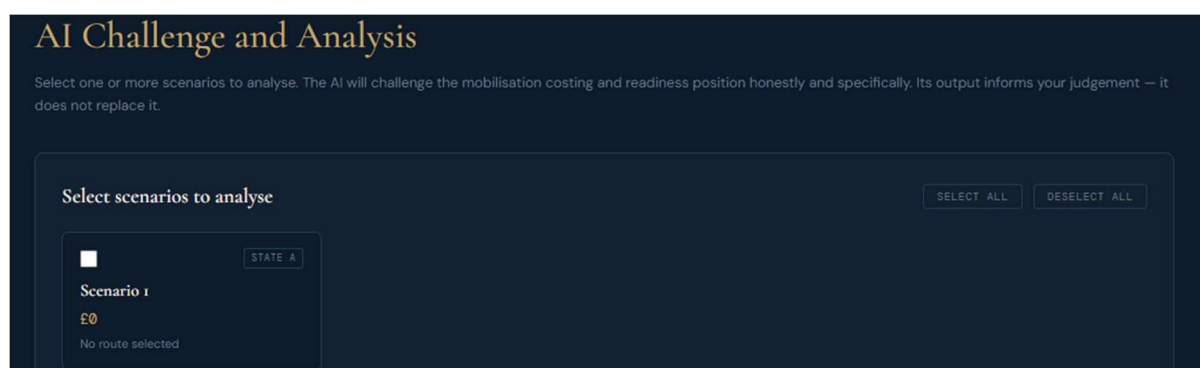 AI Challenge and Analysis
Select one or more scenarios to analyse. The AI will challenge the mobilisation costing and readiness position honestly and specifically. Its output informs your judgement — it
does not replace it.
Select scenarios to analyse
SELECT ALL
DESELECT ALL
STATE A
Scenario 1
£0
No route selected